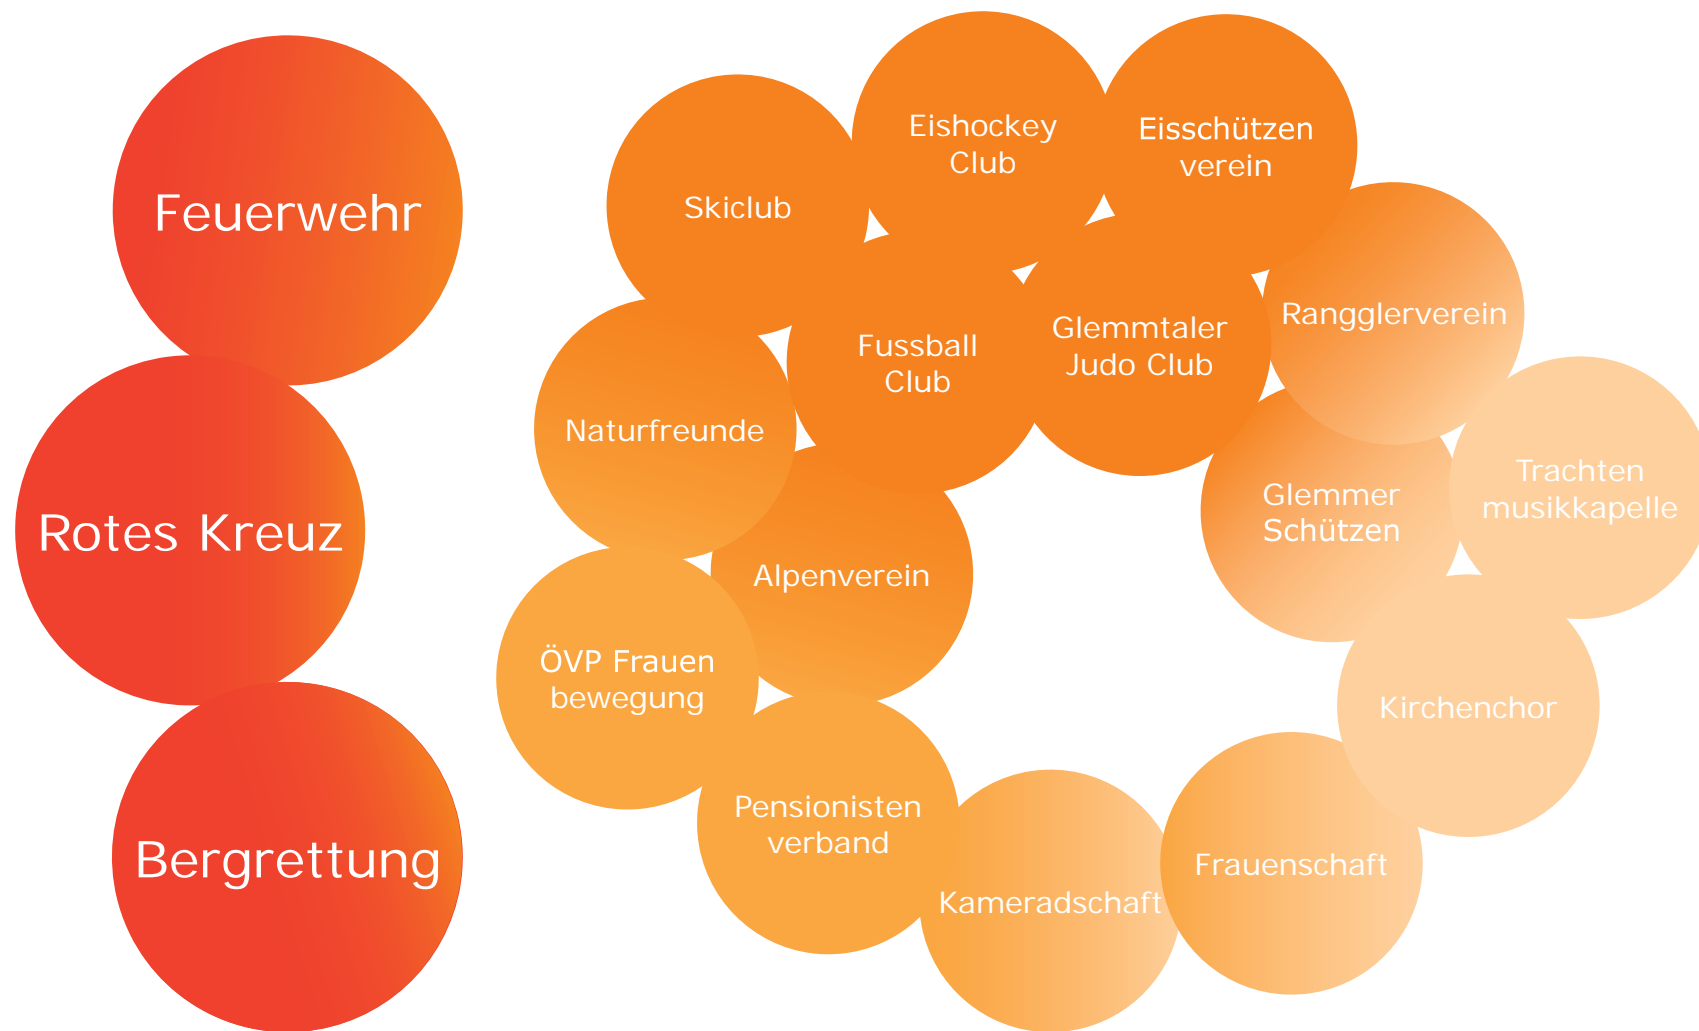 Feuerwehr
Rotes Kreuz
Bergrettung
Skiclub
Eishockey
Club
Eisschützen
verein
Fussball
Club
Glemmtaler
Judo Club
Rangglerverein
Naturfreunde
Alpenverein
Glemmer
Schützen
Trachten
musikkapelle
ÖVP Frauen
bewegung
Kirchenchor
Pensionisten
verband
Kameradschaft
Frauenschaft